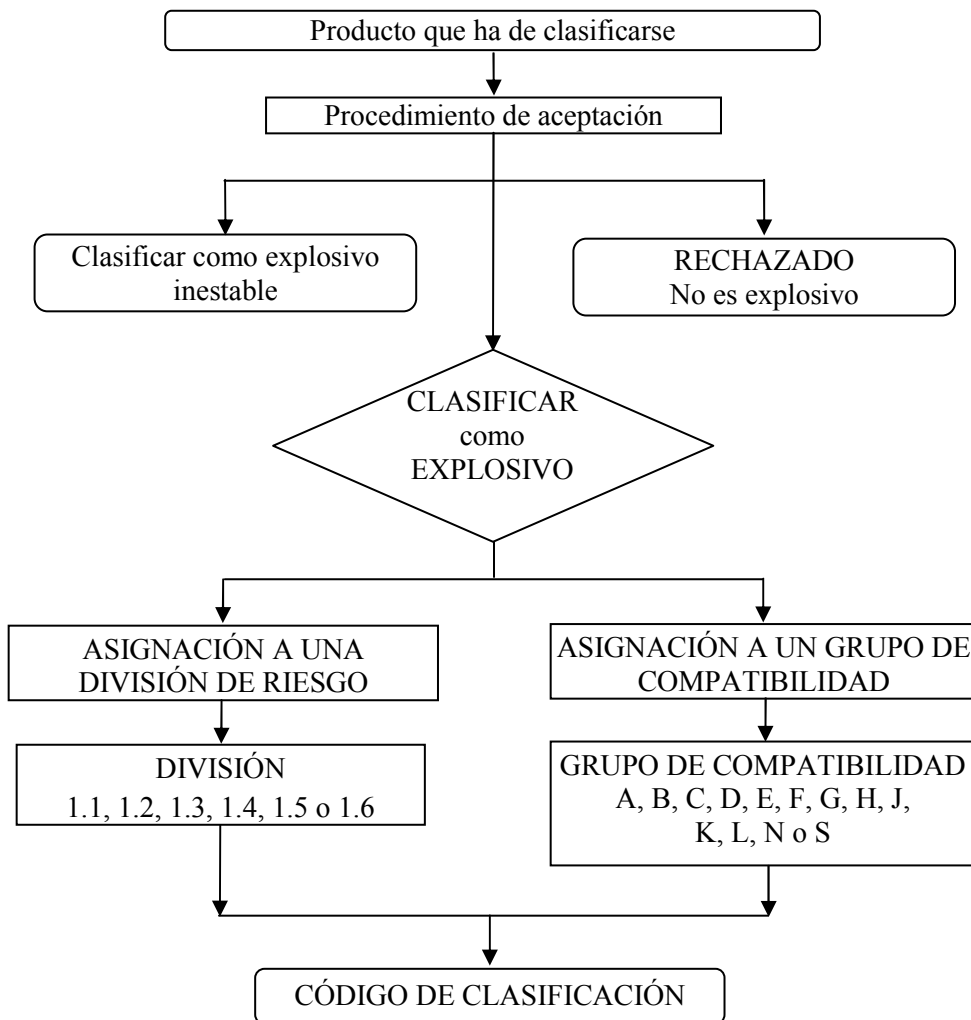 Producto que ha de clasificarse
Procedimiento de aceptación
Clasificar como explosivo
inestable
RECHAZADO
No es explosivo
CLASIFICAR
como
EXPLOSIVO
ASIGNACIÓN A UNA
DIVISIÓN DE RIESGO
ASIGNACIÓN A UN GRUPO DE
COMPATIBILIDAD
DIVISIÓN
1.1, 1.2, 1.3, 1.4, 1.5 o 1.6
GRUPO DE COMPATIBILIDAD
A, B, C, D, E, F, G, H, J,
K, L, N o S
CÓDIGO DE CLASIFICACIÓN